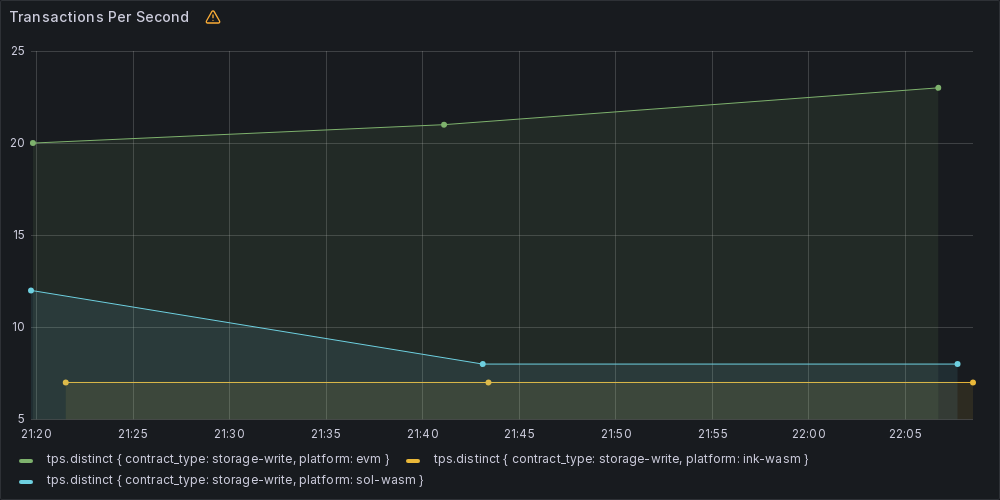 Transactions Per Second
25
20
15
10
5
21:20 21:25 21:30 21:35 21:40 21:45 21:50 21:55 22:00 22:05
tps.distinct { contract_type: storage-write, platform: evm } tps.distinct { contract_type: storage-write, platform: ink-wasm }
tps.distinct { contract_type: storage-write, platform: sol-wasm }